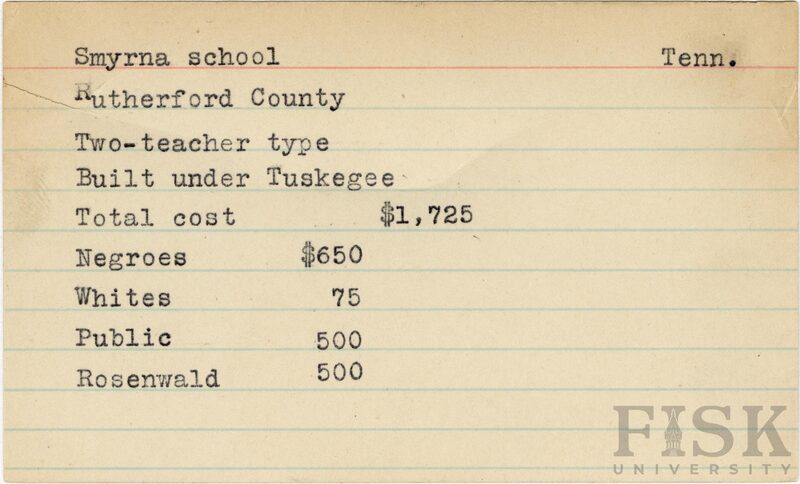 Smyrna school Tenn.
Rutherford County
Two-teacher type
Built under Tuskegee
Total cost $1,725
Negroes $650
Whites 75
Public 500
Rosenwald 500
FISK
UNIVERSITY